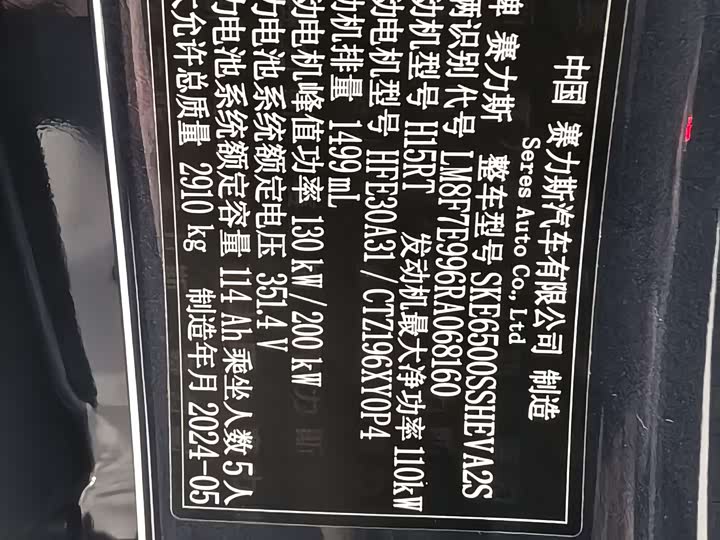 中国 赛力斯汽车有限公司 制造
Seres Auto Co., Ltd
牌 赛力斯 整车型号 SKE6500SSHEVA2S
辆识别代号 LM8F7E996RA068160
动机型号 H15RT 发动机最大净功率 110kW
动电机型号 HFE30A31 / CTZ196XY0P4
动机排量 1499 mL
动电机峰值功率 130 kW / 200 kW
力电池系统额定电压 351.4 V
力电池系统额定容量 114 Ah 乘坐人数 5 人
大允许总质量 2910 kg 制造年月 2024-05